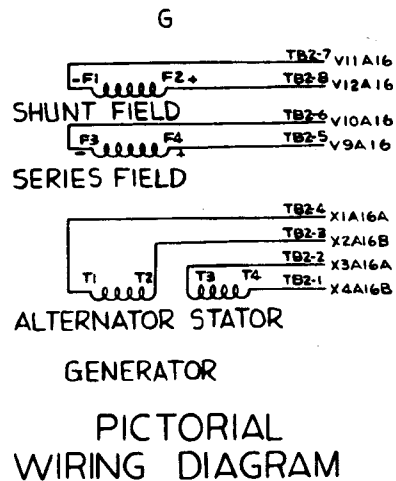 G
TB2-7 V11A16
-F1 F2+ TB2-8 V12A16
SHUNT FIELD
TB2-6 V10A16
F3 F4 TB2-5 V9A16
- +
SERIES FIELD
TB2-4 X1A16A
TB2-3 X2A16B
TB2-2 X3A16A
T1 T2 T3 T4 TB2-1 X4A16B
ALTERNATOR STATOR
GENERATOR
PICTORIAL
WIRING DIAGRAM